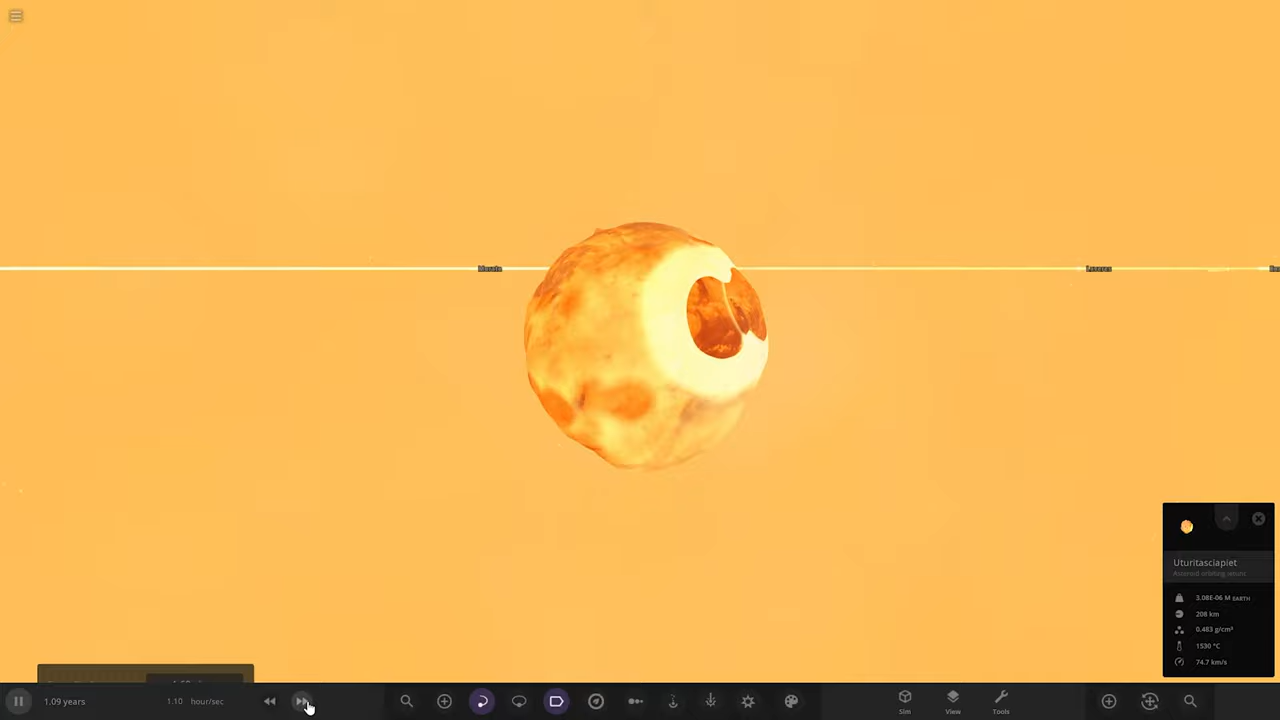 Luverus
Uturitasciapiet
3.08E-06 M EARTH
208 km
0.483 g/cm³
1530 °C
74.7 km/s
1.09 years
1.10 hour/sec
Sim
View
Tools